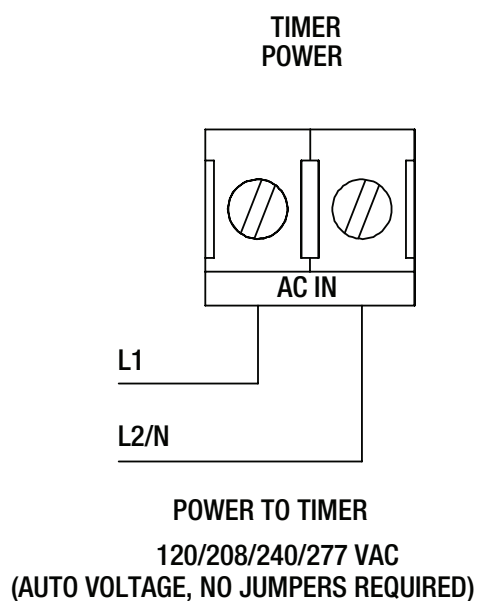 TIMER
POWER
AC IN
L1
L2/N
POWER TO TIMER
120/208/240/277 VAC
(AUTO VOLTAGE, NO JUMPERS REQUIRED)